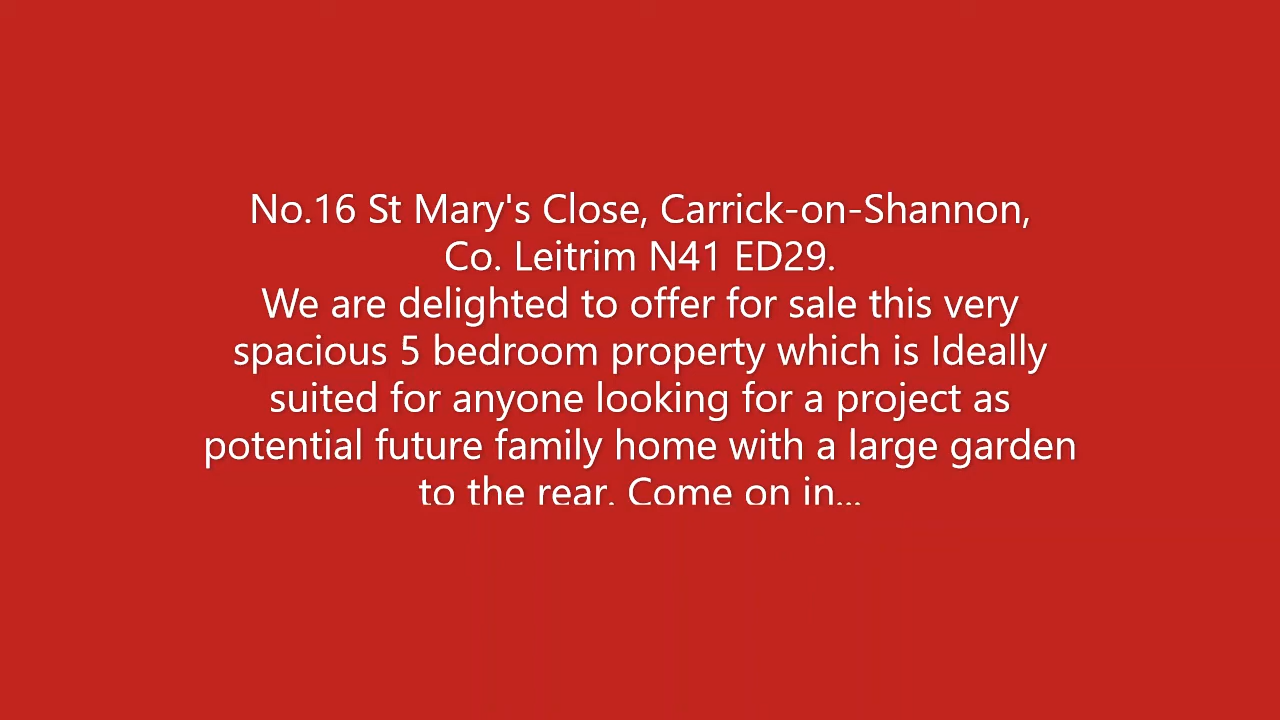 No.16 St Mary's Close, Carrick-on-Shannon,
Co. Leitrim N41 ED29.
We are delighted to offer for sale this very
spacious 5 bedroom property which is Ideally
suited for anyone looking for a project as
potential future family home with a large garden
to the rear. Come on in...